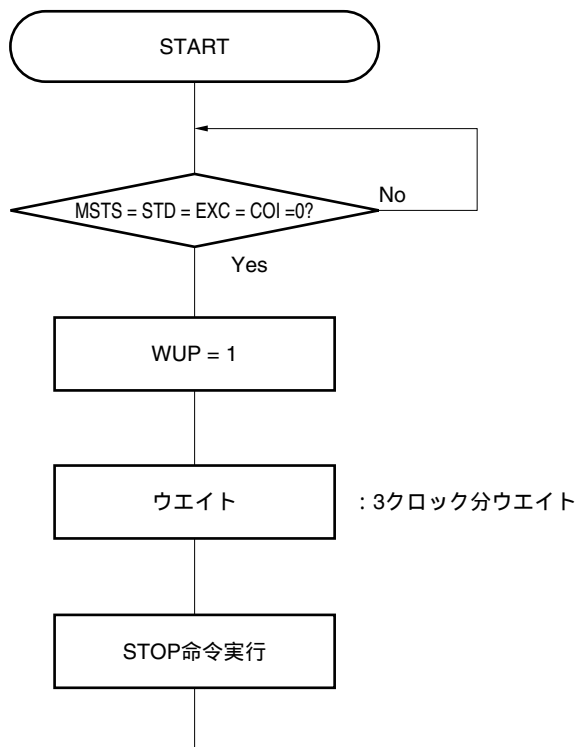 START
MSTS = STD = EXC = COI =0?
No
Yes
WUP = 1
ウエイト
：3クロック分ウエイト
STOP命令実行